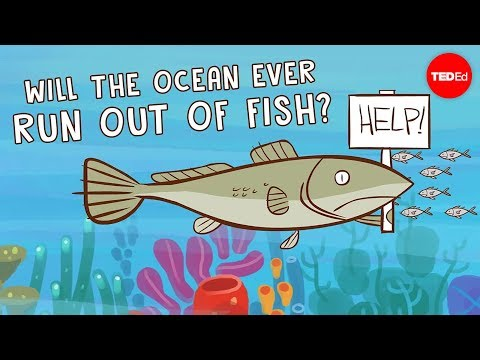 WILL THE OCEAN EVER
RUN OUT OF FISH?
HELP!
TEDEd